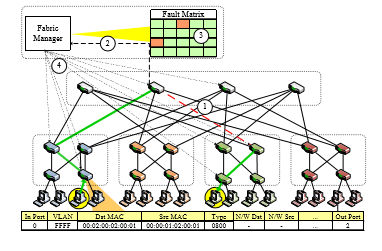 Fault Matrix
Fabric
Manager
2
3
4
1
In Port VLAN Dst MAC Src MAC Type N/W Dst N/W Src ... Out Port
0 FFFF 00:02:00:02:00:01 00:00:01:02:00:01 0800 - - ... 2